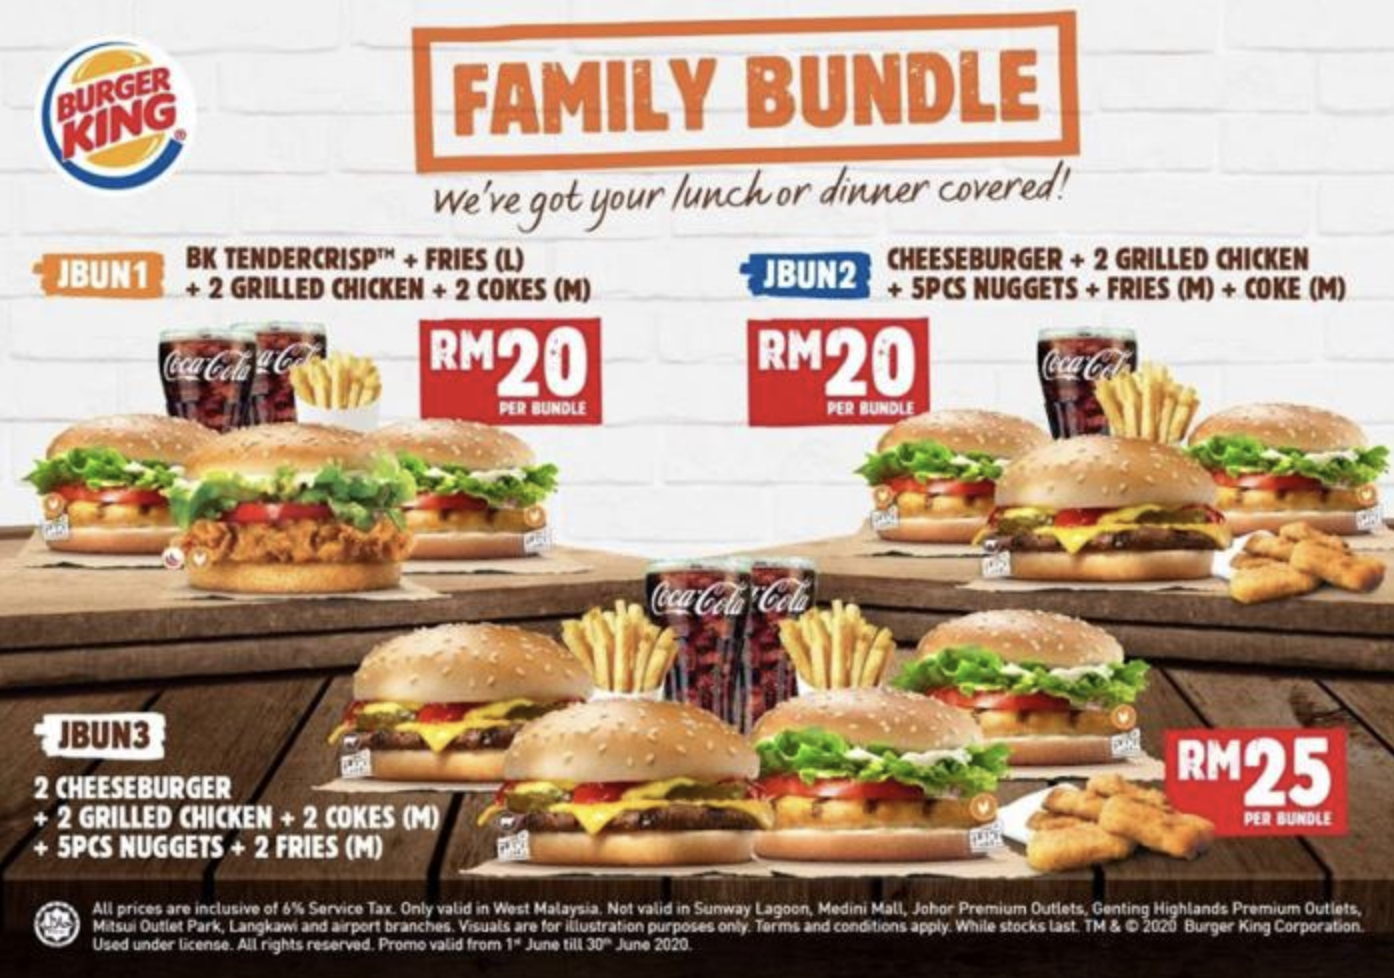 BURGER
KING®
FAMILY BUNDLE
We've got your lunch or dinner covered!
JBUN1
BK TENDERCRISP™ + FRIES (L)
+ 2 GRILLED CHICKEN + 2 COKES (M)
RM20
PER BUNDLE
JBUN2
CHEESEBURGER + 2 GRILLED CHICKEN
+ 5PCS NUGGETS + FRIES (M) + COKE (M)
RM20
PER BUNDLE
Coca-Cola
Coca-Cola
Coca-Cola
JBUN3
2 CHEESEBURGER
+ 2 GRILLED CHICKEN + 2 COKES (M)
+ 5PCS NUGGETS + 2 FRIES (M)
RM25
PER BUNDLE
All prices are inclusive of 6% Service Tax. Only valid in West Malaysia. Not valid in Sunway Lagoon, Medini Mall, Johor Premium Outlets, Genting Highlands Premium Outlets,
Mitsui Outlet Park, Langkawi and airport branches. Visuals are for illustration purposes only. Terms and conditions apply. While stocks last. TM & © 2020 Burger King Corporation.
Used under license. All rights reserved. Promo valid from 1st June till 30th June 2020.